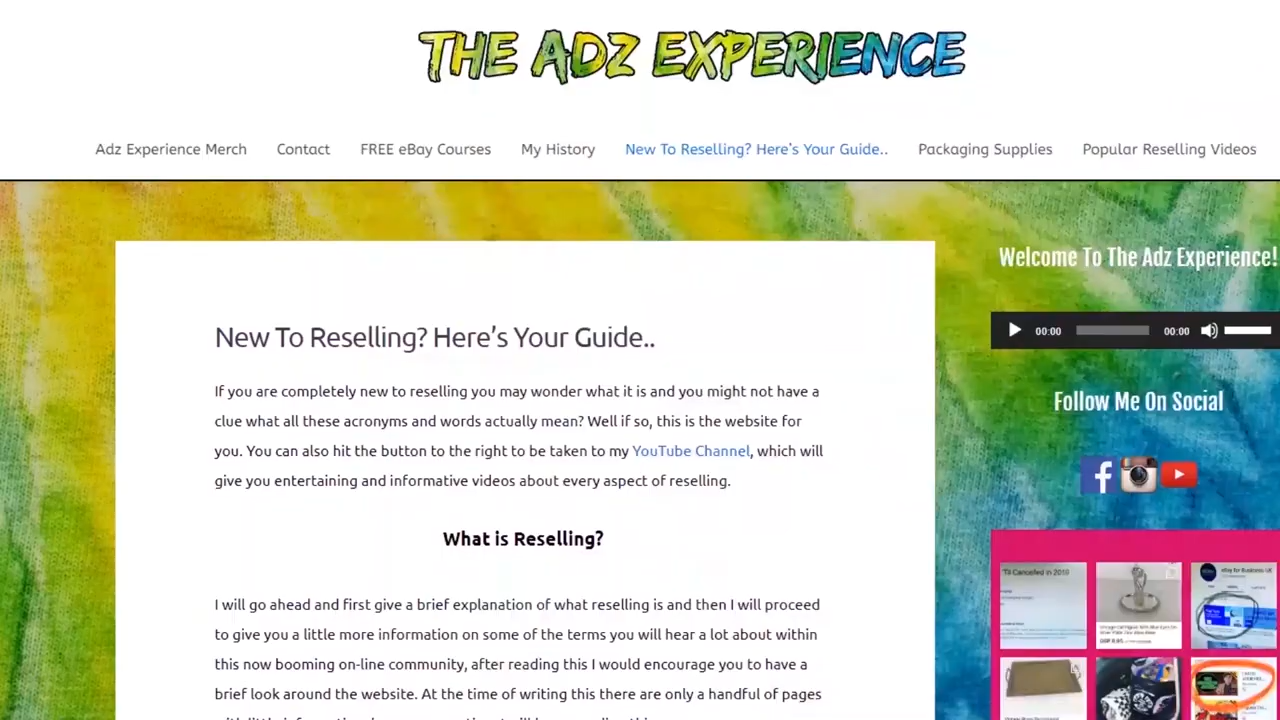 THE ADZ EXPERIENCE
Adz Experience Merch Contact FREE eBay Courses My History New To Reselling? Here's Your Guide.. Packaging Supplies Popular Reselling Videos
New To Reselling? Here's Your Guide..
If you are completely new to reselling you may wonder what it is and you might not have a
clue what all these acronyms and words actually mean? Well if so, this is the website for
you. You can also hit the button to the right to be taken to my YouTube Channel, which will
give you entertaining and informative videos about every aspect of reselling.
What is Reselling?
I will go ahead and first give a brief explanation of what reselling is and then I will proceed
to give you a little more information on some of the terms you will hear a lot about within
this now booming on-line community, after reading this I would encourage you to have a
brief look around the website. At the time of writing this there are only a handful of pages
Welcome To The Adz Experience!
00:00 00:00
Follow Me On Social
Til Cancelled in 2019
eBay for Business UK